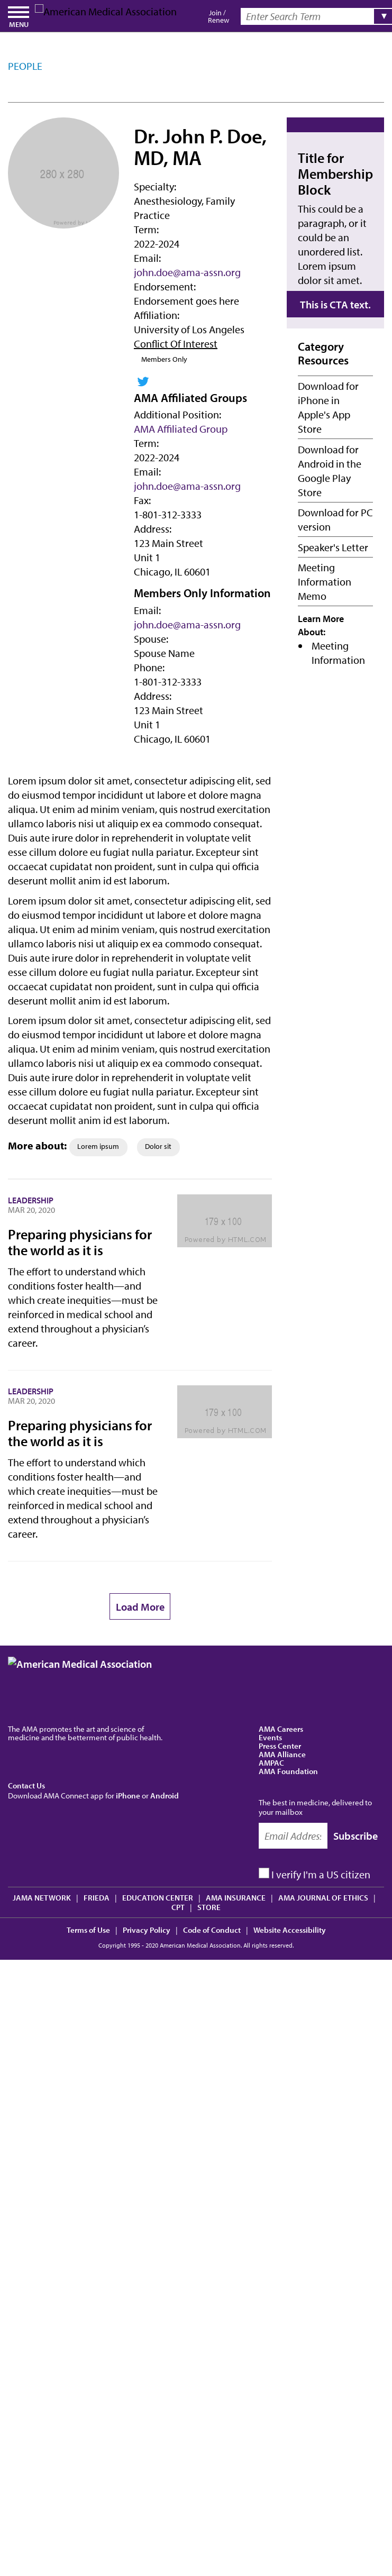 MENU
American Medical Association
Join /
Renew
Enter Search Term
▼
PEOPLE
280 x 280
Powered by
Dr. John P. Doe,
MD, MA
Specialty:
Anesthesiology, Family
Practice
Term:
2022-2024
Email:
john.doe@ama-assn.org
Endorsement:
Endorsement goes here
Affiliation:
University of Los Angeles
Conflict Of Interest
Members Only
AMA Affiliated Groups
Additional Position:
AMA Affiliated Group
Term:
2022-2024
Email:
john.doe@ama-assn.org
Fax:
1-801-312-3333
Address:
123 Main Street
Unit 1
Chicago, IL 60601
Members Only Information
Email:
john.doe@ama-assn.org
Spouse:
Spouse Name
Phone:
1-801-312-3333
Address:
123 Main Street
Unit 1
Chicago, IL 60601
Title for
Membership
Block
This could be a
paragraph, or it
could be an
unordered list.
Lorem ipsum
dolor sit amet.
This is CTA text.
Category
Resources
Download for
iPhone in
Apple's App
Store
Download for
Android in the
Google Play
Store
Download for PC
version
Speaker's Letter
Meeting
Information
Memo
Learn More
About:
• Meeting
Information
Lorem ipsum dolor sit amet, consectetur adipiscing elit, sed
do eiusmod tempor incididunt ut labore et dolore magna
aliqua. Ut enim ad minim veniam, quis nostrud exercitation
ullamco laboris nisi ut aliquip ex ea commodo consequat.
Duis aute irure dolor in reprehenderit in voluptate velit
esse cillum dolore eu fugiat nulla pariatur. Excepteur sint
occaecat cupidatat non proident, sunt in culpa qui officia
deserunt mollit anim id est laborum.
Lorem ipsum dolor sit amet, consectetur adipiscing elit, sed
do eiusmod tempor incididunt ut labore et dolore magna
aliqua. Ut enim ad minim veniam, quis nostrud exercitation
ullamco laboris nisi ut aliquip ex ea commodo consequat.
Duis aute irure dolor in reprehenderit in voluptate velit
esse cillum dolore eu fugiat nulla pariatur. Excepteur sint
occaecat cupidatat non proident, sunt in culpa qui officia
deserunt mollit anim id est laborum.
Lorem ipsum dolor sit amet, consectetur adipiscing elit, sed
do eiusmod tempor incididunt ut labore et dolore magna
aliqua. Ut enim ad minim veniam, quis nostrud exercitation
ullamco laboris nisi ut aliquip ex ea commodo consequat.
Duis aute irure dolor in reprehenderit in voluptate velit
esse cillum dolore eu fugiat nulla pariatur. Excepteur sint
occaecat cupidatat non proident, sunt in culpa qui officia
deserunt mollit anim id est laborum.
More about: Lorem ipsum Dolor sit
LEADERSHIP
MAR 20, 2020
Preparing physicians for
the world as it is
The effort to understand which
conditions foster health—and
which create inequities—must be
reinforced in medical school and
extend throughout a physician's
career.
179 x 100
Powered by HTML.COM
LEADERSHIP
MAR 20, 2020
Preparing physicians for
the world as it is
The effort to understand which
conditions foster health—and
which create inequities—must be
reinforced in medical school and
extend throughout a physician's
career.
179 x 100
Powered by HTML.COM
Load More
American Medical Association
The AMA promotes the art and science of
medicine and the betterment of public health.
Contact Us
Download AMA Connect app for iPhone or Android
AMA Careers
Events
Press Center
AMA Alliance
AMPAC
AMA Foundation
The best in medicine, delivered to
your mailbox
Email Address
Subscribe
I verify I'm a US citizen
JAMA NETWORK | FRIEDA | EDUCATION CENTER | AMA INSURANCE | AMA JOURNAL OF ETHICS |
CPT | STORE
Terms of Use | Privacy Policy | Code of Conduct | Website Accessibility
Copyright 1995 - 2020 American Medical Association. All rights reserved.